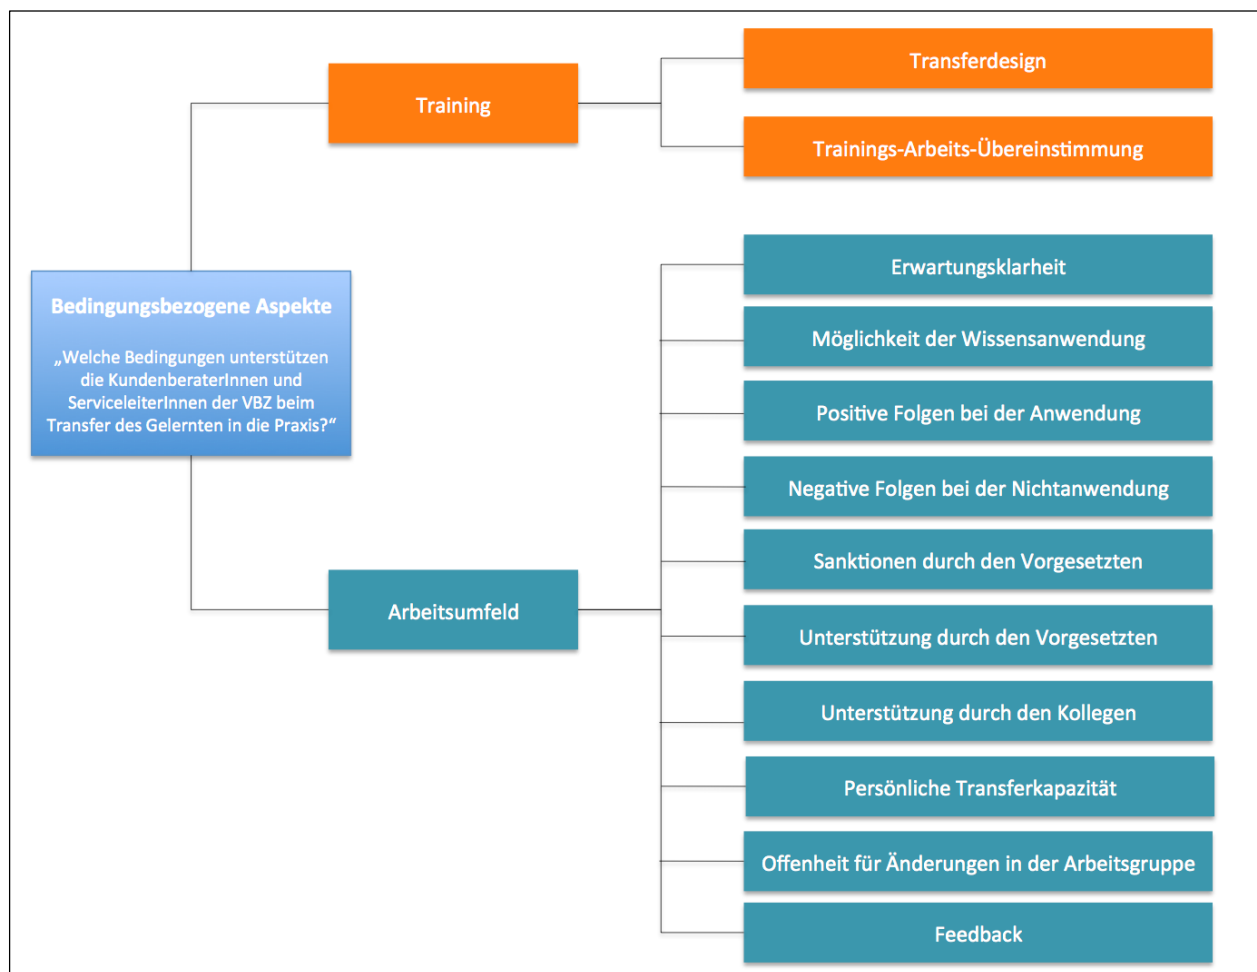 Bedingungsbezogene Aspekte
„Welche Bedingungen unterstützen
die KundenberaterInnen und
ServiceleiterInnen der VBZ beim
Transfer des Gelernten in die Praxis?“
Training
Transferdesign
Trainings-Arbeits-Übereinstimmung
Arbeitsumfeld
Erwartungsklarheit
Möglichkeit der Wissensanwendung
Positive Folgen bei der Anwendung
Negative Folgen bei der Nichtanwendung
Sanktionen durch den Vorgesetzten
Unterstützung durch den Vorgesetzten
Unterstützung durch den Kollegen
Persönliche Transferkapazität
Offenheit für Änderungen in der Arbeitsgruppe
Feedback